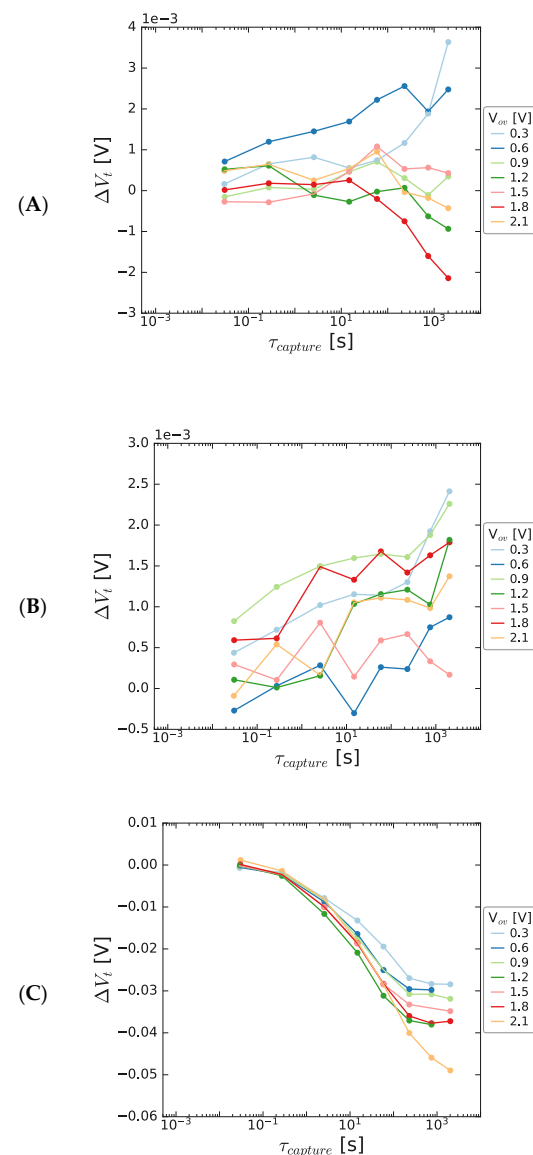 1e−3
4
3
2
1
0
−1
−2
−3
ΔV_t [V]
10^−3 10^−1 10^1 10^3
τ_capture [s]
V_ov [V]
0.3
0.6
0.9
1.2
1.5
1.8
2.1
(A)
1e−3
3.0
2.5
2.0
1.5
1.0
0.5
0.0
−0.5
ΔV_t [V]
10^−3 10^−1 10^1 10^3
τ_capture [s]
V_ov [V]
0.3
0.6
0.9
1.2
1.5
1.8
2.1
(B)
0.01
0.00
−0.01
−0.02
−0.03
−0.04
−0.05
−0.06
ΔV_t [V]
10^−3 10^−1 10^1 10^3
τ_capture [s]
V_ov [V]
0.3
0.6
0.9
1.2
1.5
1.8
2.1
(C)